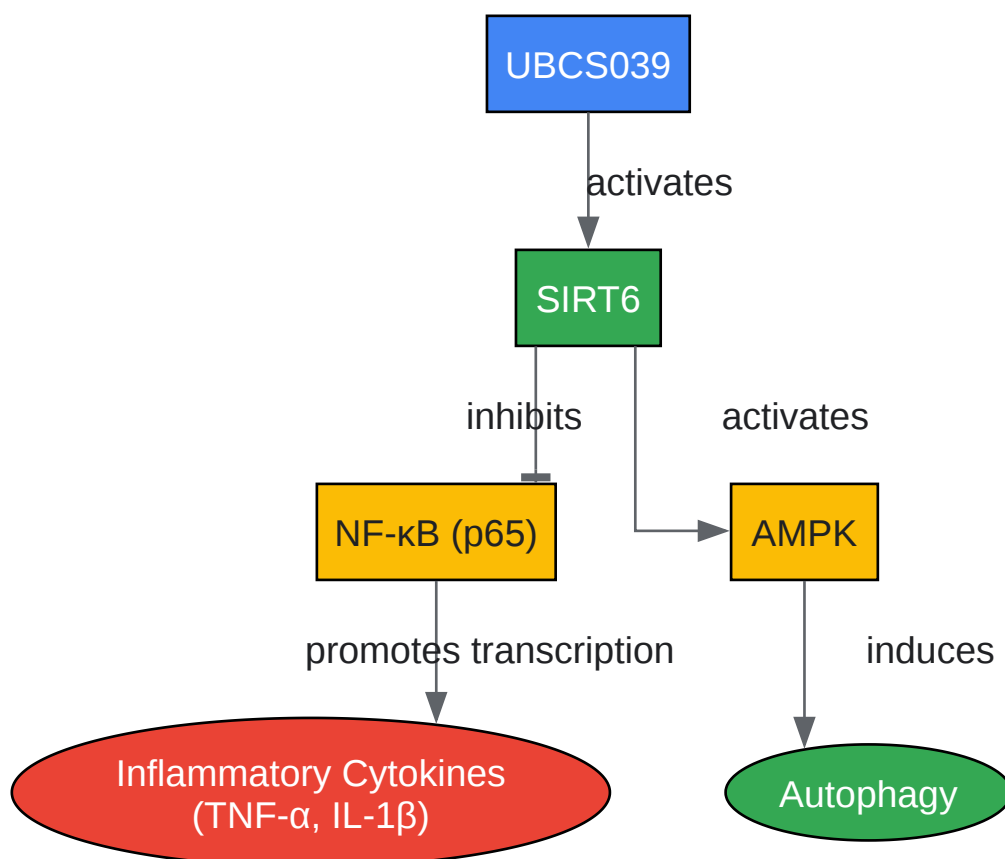 UBCS039
activates
SIRT6
inhibits
activates
NF-κB (p65)
AMPK
promotes transcription
induces
Inflammatory Cytokines
(TNF-α, IL-1β)
Autophagy